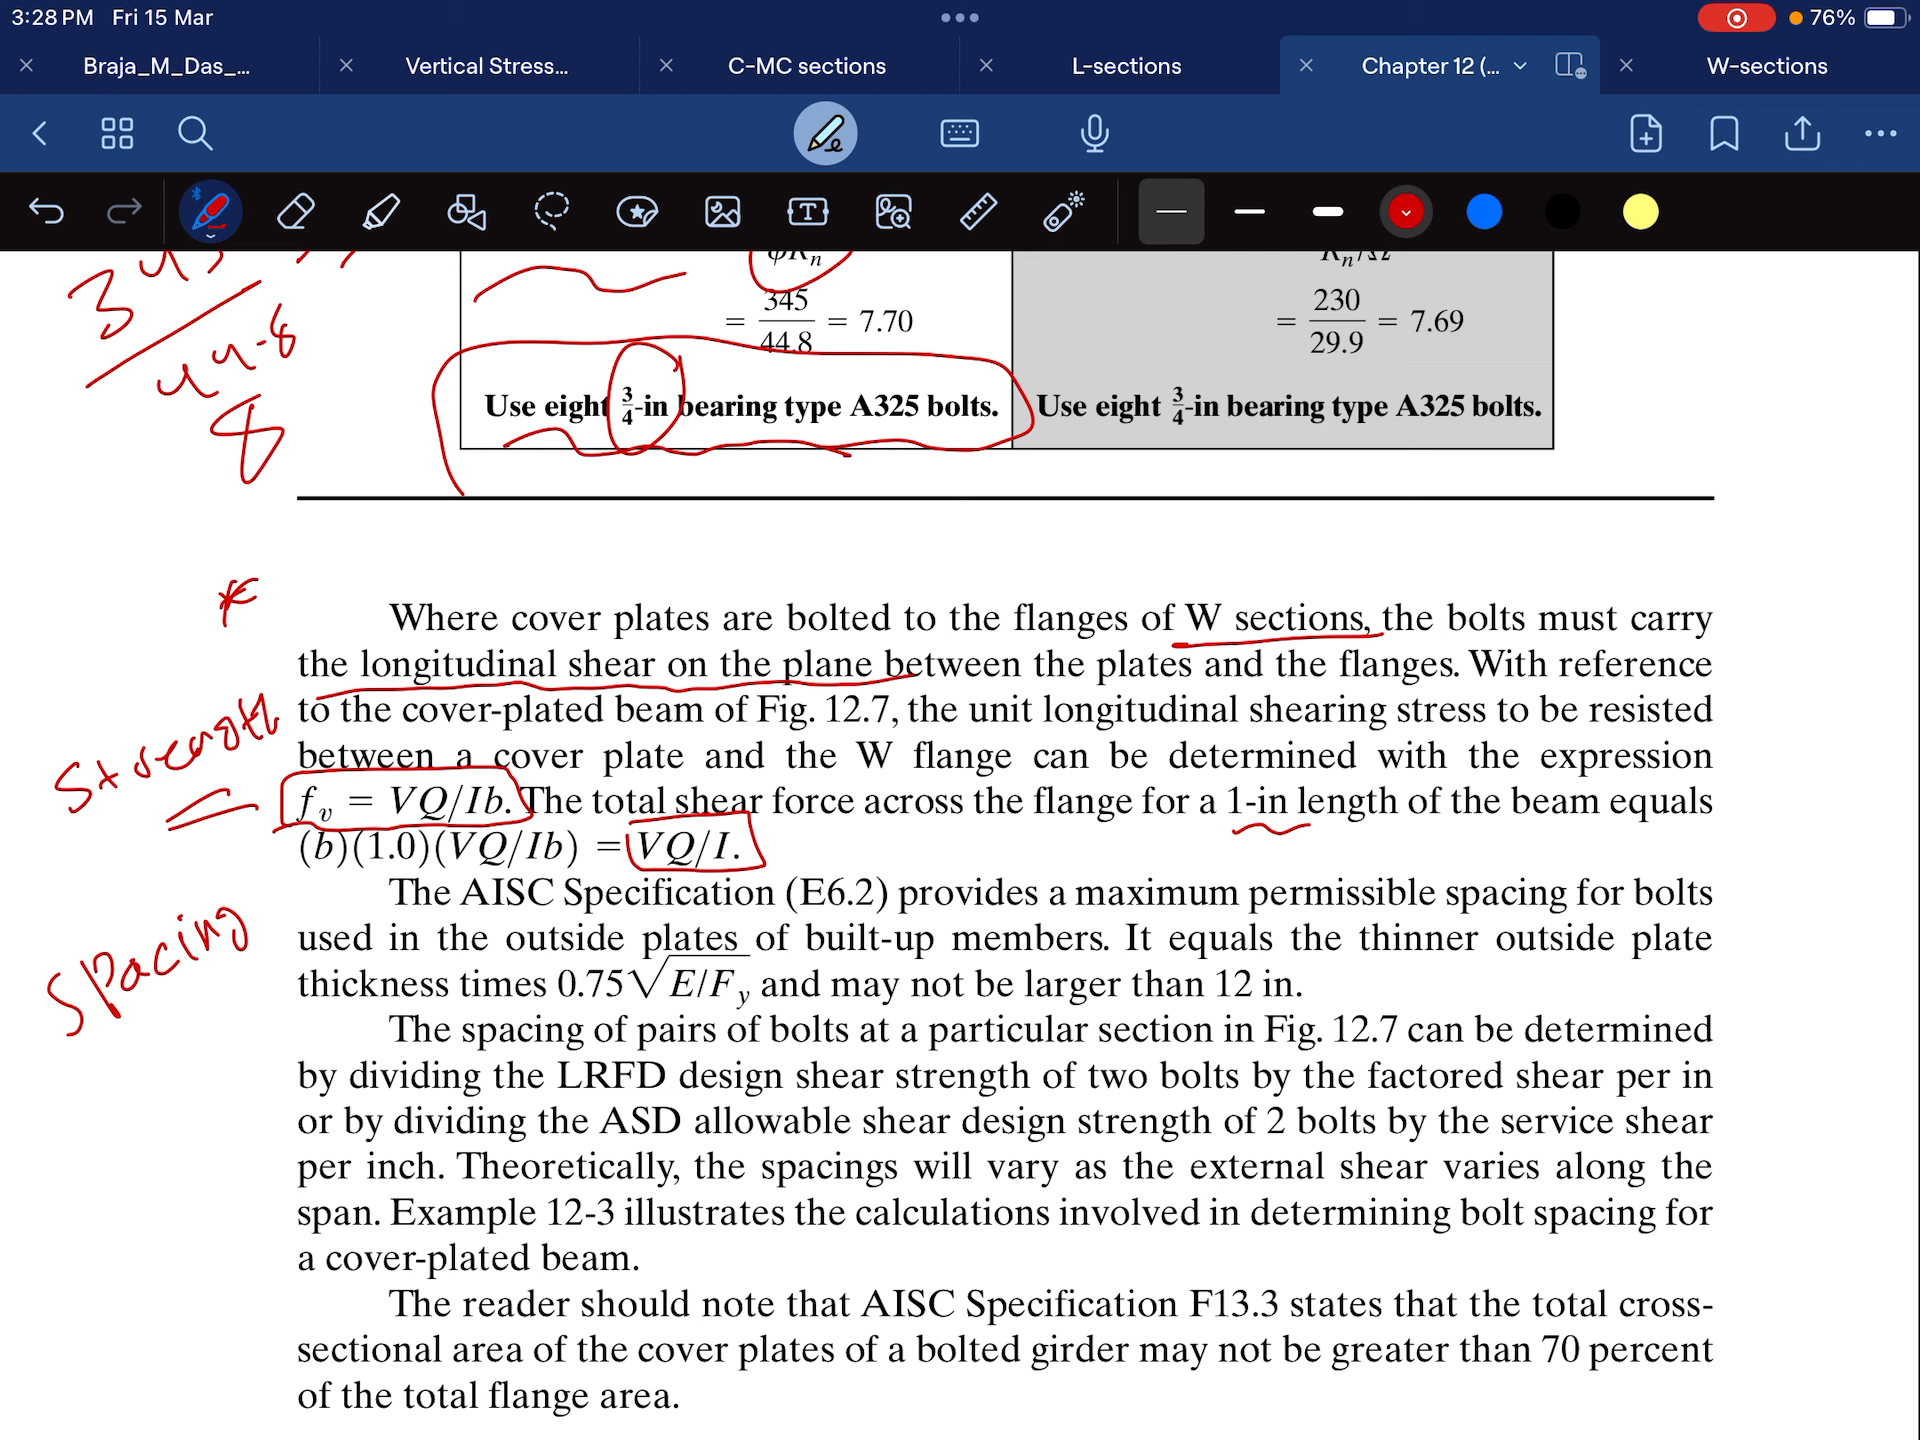 3:28 PM Fri 15 Mar
76%
Braja_M_Das_...
Vertical Stress...
C-MC sections
L-sections
Chapter 12 (...
W-sections
345
44.8
8
ϕRn
Rn/Ω
= 345/44.8 = 7.70
= 230/29.9 = 7.69
Use eight 3/4-in bearing type A325 bolts.
Use eight 3/4-in bearing type A325 bolts.
*
Where cover plates are bolted to the flanges of W sections, the bolts must carry
the longitudinal shear on the plane between the plates and the flanges. With reference
to the cover-plated beam of Fig. 12.7, the unit longitudinal shearing stress to be resisted
between a cover plate and the W flange can be determined with the expression
fv = VQ/Ib. The total shear force across the flange for a 1-in length of the beam equals
(b)(1.0)(VQ/Ib) = VQ/I.
Strength
The AISC Specification (E6.2) provides a maximum permissible spacing for bolts
used in the outside plates of built-up members. It equals the thinner outside plate
thickness times 0.75√E/Fy and may not be larger than 12 in.
Spacing
The spacing of pairs of bolts at a particular section in Fig. 12.7 can be determined
by dividing the LRFD design shear strength of two bolts by the factored shear per in
or by dividing the ASD allowable shear design strength of 2 bolts by the service shear
per inch. Theoretically, the spacings will vary as the external shear varies along the
span. Example 12-3 illustrates the calculations involved in determining bolt spacing for
a cover-plated beam.
The reader should note that AISC Specification F13.3 states that the total cross-
sectional area of the cover plates of a bolted girder may not be greater than 70 percent
of the total flange area.